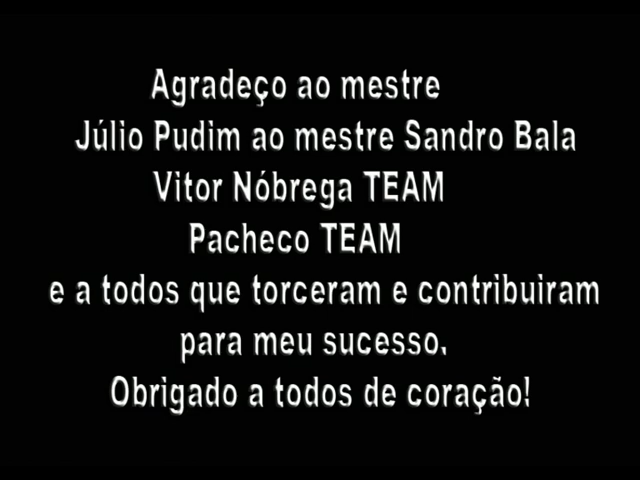 Agradeço ao mestre
Júlio Pudim ao mestre Sandro Bala
Vitor Nóbrega TEAM
Pacheco TEAM
e a todos que torceram e contribuiram
para meu sucesso.
Obrigado a todos de coração!